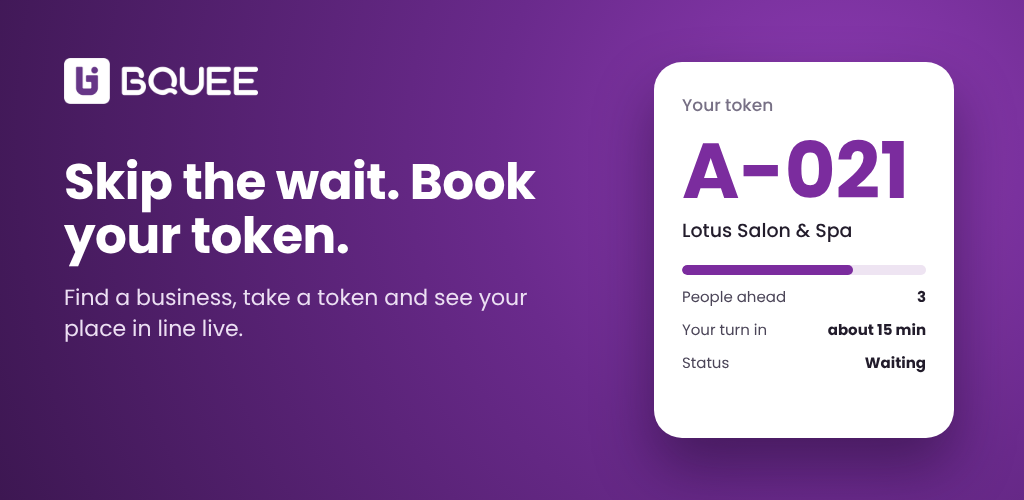 BQUEE
Skip the wait. Book
your token.
Find a business, take a token and see your
place in line live.
Your token
A-021
Lotus Salon & Spa
People ahead 3
Your turn in about 15 min
Status Waiting